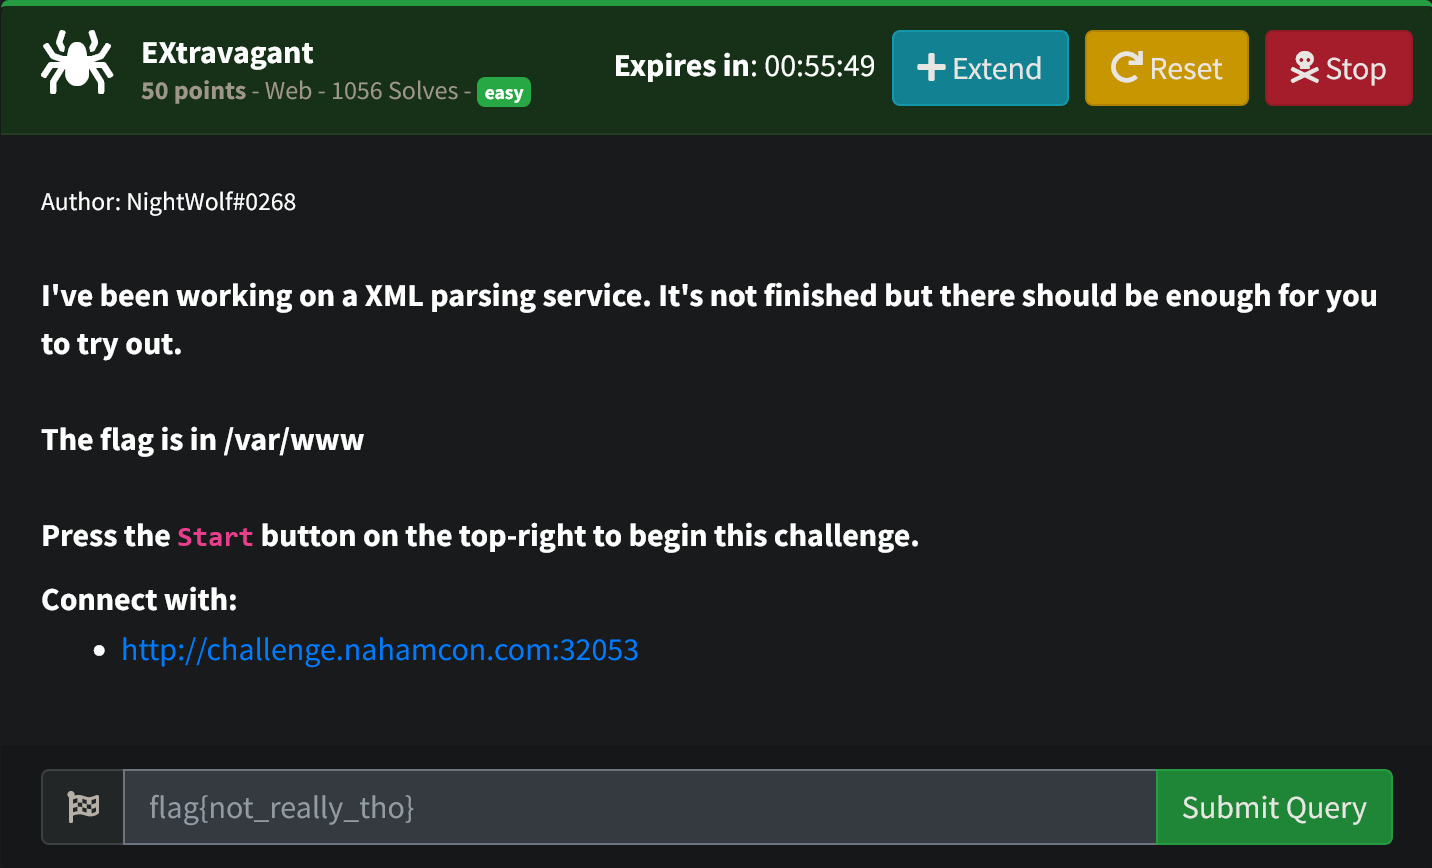 EXtravagant
50 points - Web - 1056 Solves - easy
Expires in: 00:55:49
Extend
Reset
Stop
Author: NightWolf#0268
I've been working on a XML parsing service. It's not finished but there should be enough for you
to try out.
The flag is in /var/www
Press the Start button on the top-right to begin this challenge.
Connect with:
• http://challenge.nahamcon.com:32053
flag{not_really_tho}
Submit Query